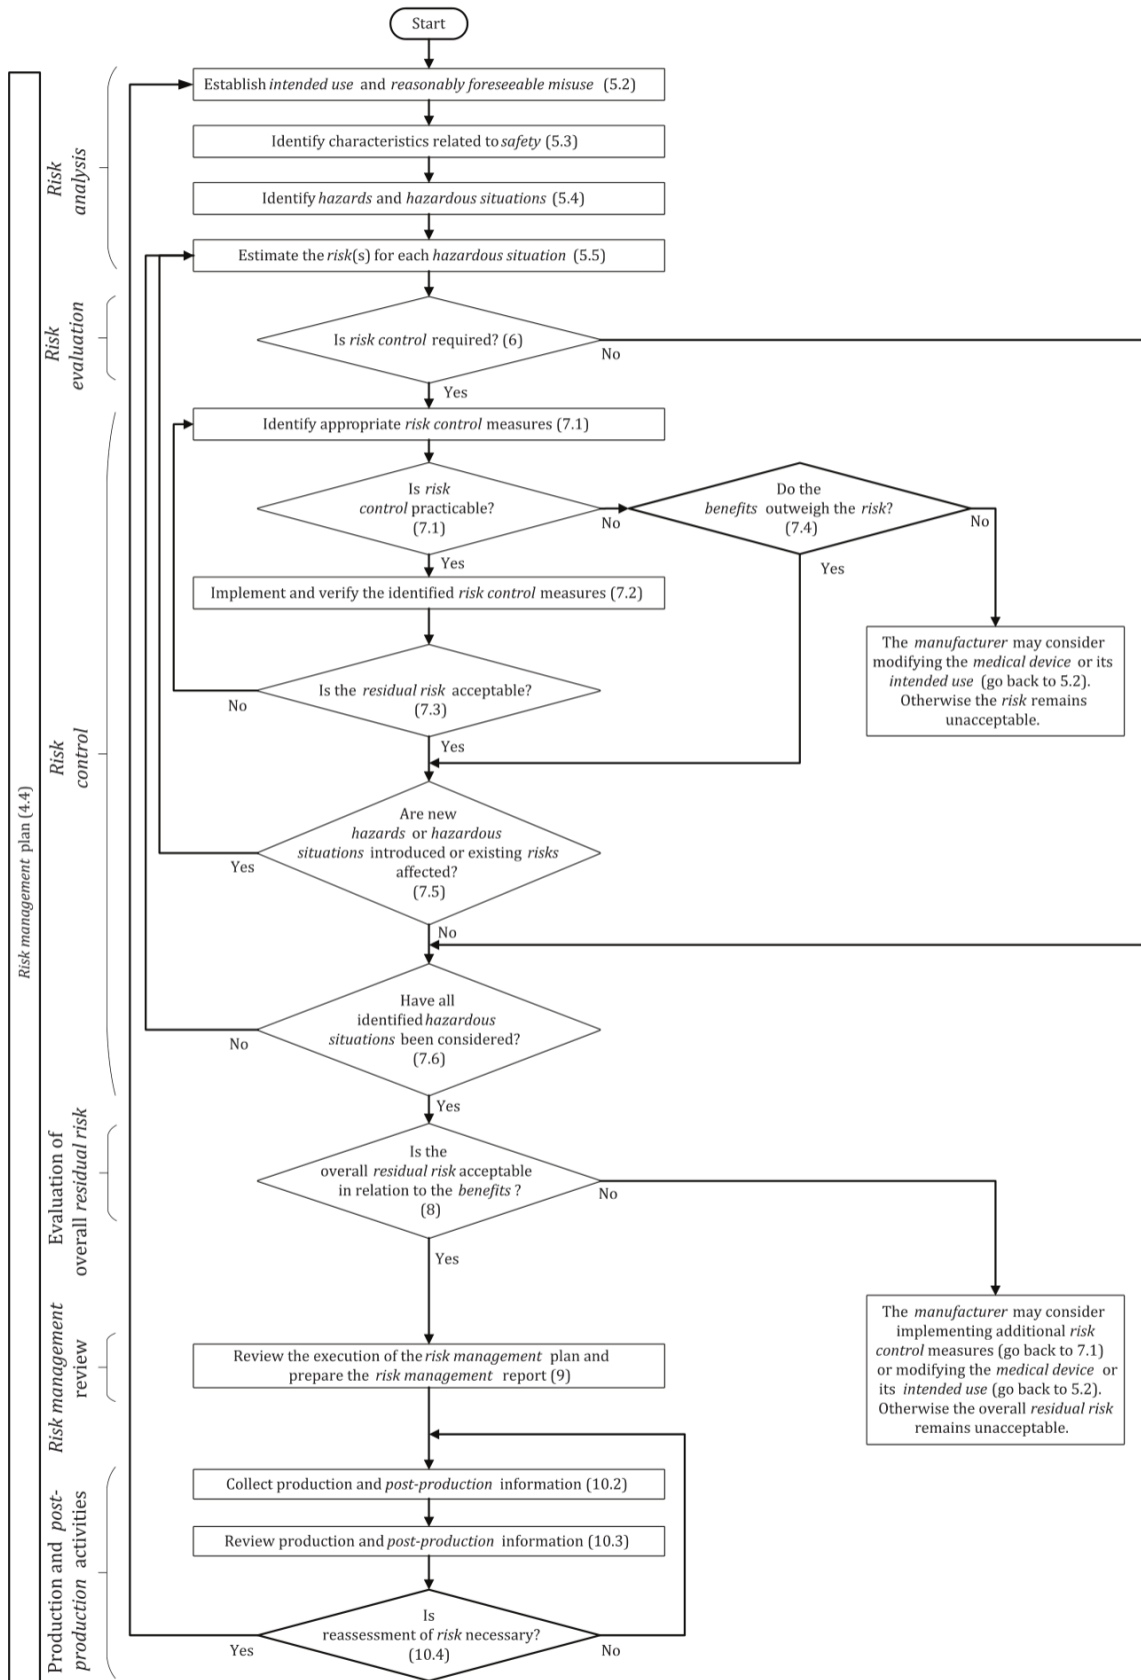 Start
Risk management plan (4.4)
Risk
analysis
Establish intended use and reasonably foreseeable misuse (5.2)
Identify characteristics related to safety (5.3)
Identify hazards and hazardous situations (5.4)
Estimate the risk(s) for each hazardous situation (5.5)
Risk
evaluation
Is risk control required? (6)
No
Yes
Risk
control
Identify appropriate risk control measures (7.1)
Is risk
control practicable?
(7.1)
No
Yes
Do the
benefits outweigh the risk?
(7.4)
No
Yes
Implement and verify the identified risk control measures (7.2)
The manufacturer may consider
modifying the medical device or its
intended use (go back to 5.2).
Otherwise the risk remains
unacceptable.
Is the residual risk acceptable?
(7.3)
No
Yes
Are new
hazards or hazardous
situations introduced or existing risks
affected?
(7.5)
Yes
No
Have all
identified hazardous
situations been considered?
(7.6)
No
Yes
Evaluation of
overall residual risk
Is the
overall residual risk acceptable
in relation to the benefits ?
(8)
No
Yes
The manufacturer may consider
implementing additional risk
control measures (go back to 7.1)
or modifying the medical device or
its intended use (go back to 5.2).
Otherwise the overall residual risk
remains unacceptable.
Risk management
review
Review the execution of the risk management plan and
prepare the risk management report (9)
Production and post-
production activities
Collect production and post-production information (10.2)
Review production and post-production information (10.3)
Is
reassessment of risk necessary?
(10.4)
Yes
No